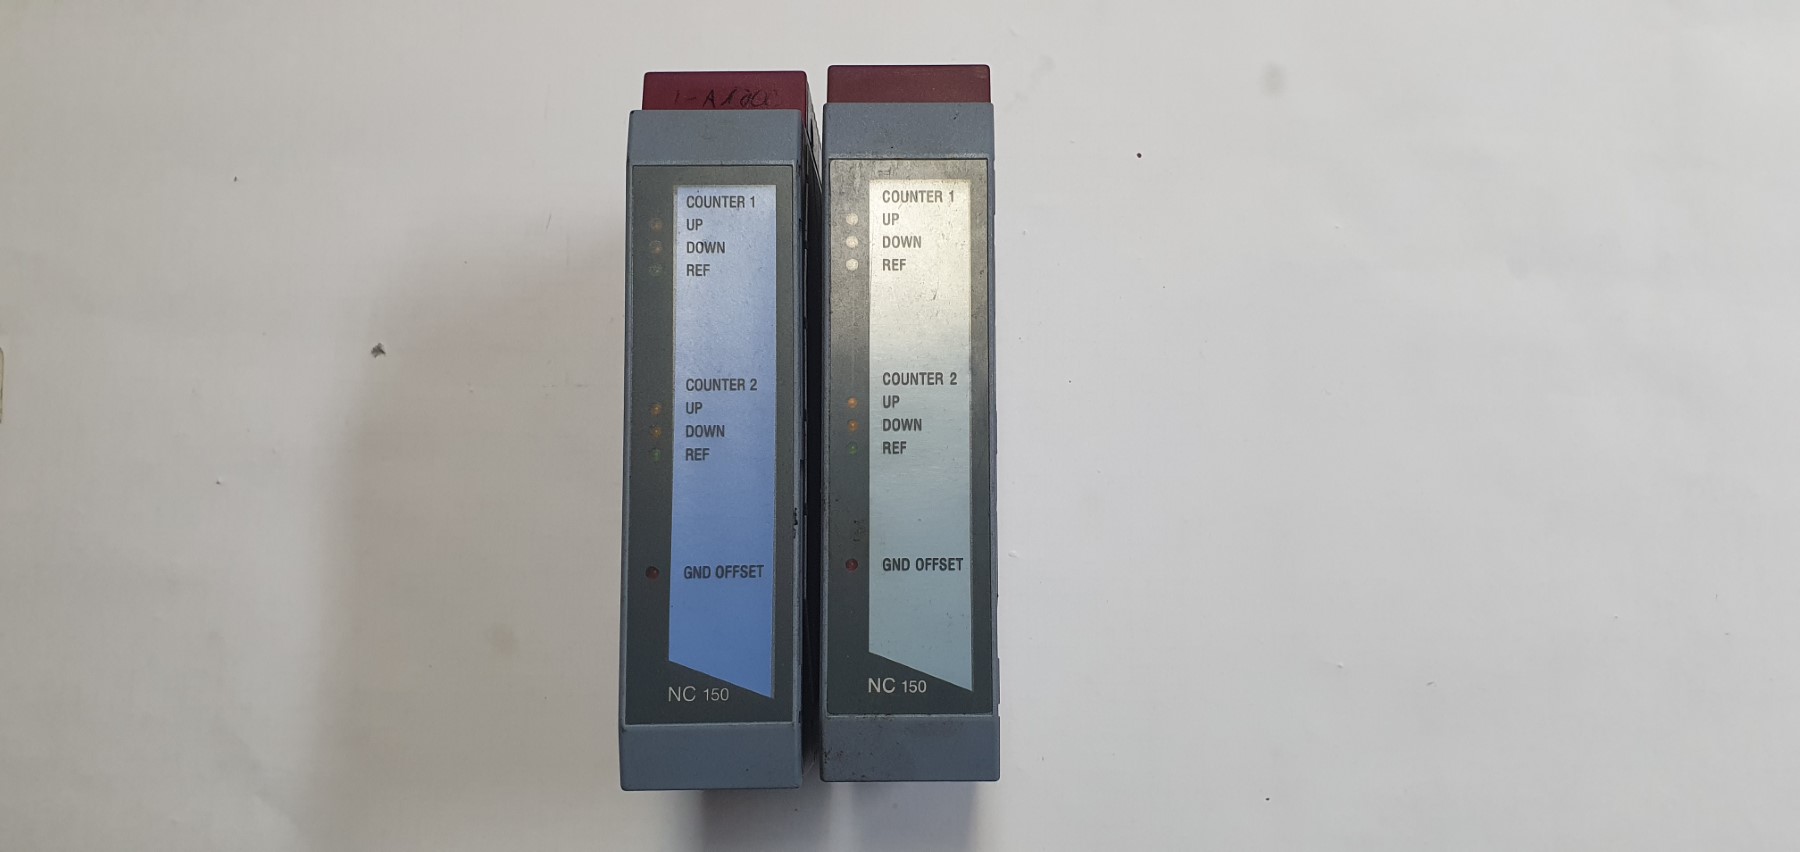 COUNTER 1
UP
DOWN
REF
COUNTER 2
UP
DOWN
REF
GND OFFSET
NC 150
COUNTER 1
UP
DOWN
REF
COUNTER 2
UP
DOWN
REF
GND OFFSET
NC 150